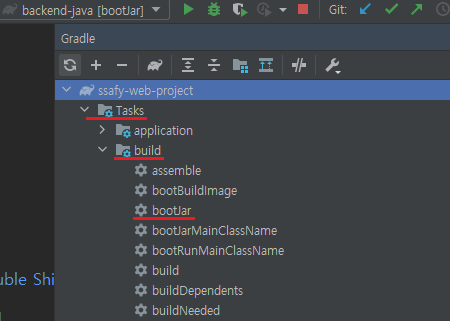 backend-java [bootJar]
Git:
Gradle
ssafy-web-project
Tasks
application
build
assemble
bootBuildImage
bootJar
bootJarMainClassName
bootRunMainClassName
uble Shi
build
buildDependents
buildNeeded